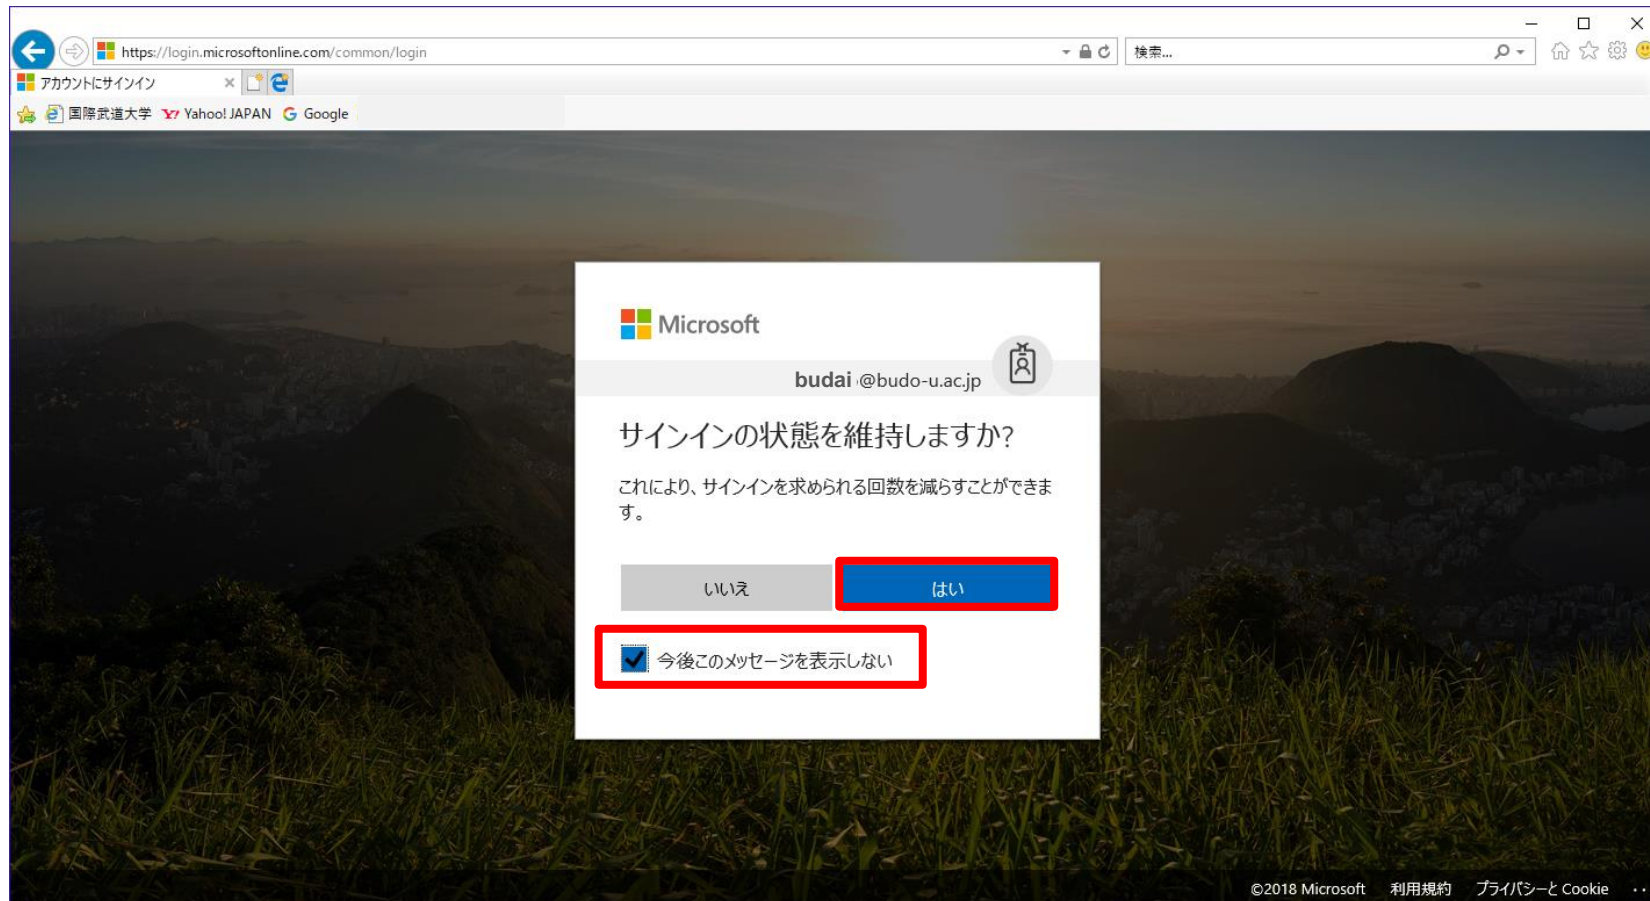 https://login.microsoftonline.com/common/login
検索...
アカウントにサインイン
国際武道大学 Yahoo! JAPAN Google
Microsoft
budai @budo-u.ac.jp
サインインの状態を維持しますか?
これにより、サインインを求められる回数を減らすことができま
す。
いいえ はい
今後このメッセージを表示しない
©2018 Microsoft 利用規約 プライバシーと Cookie